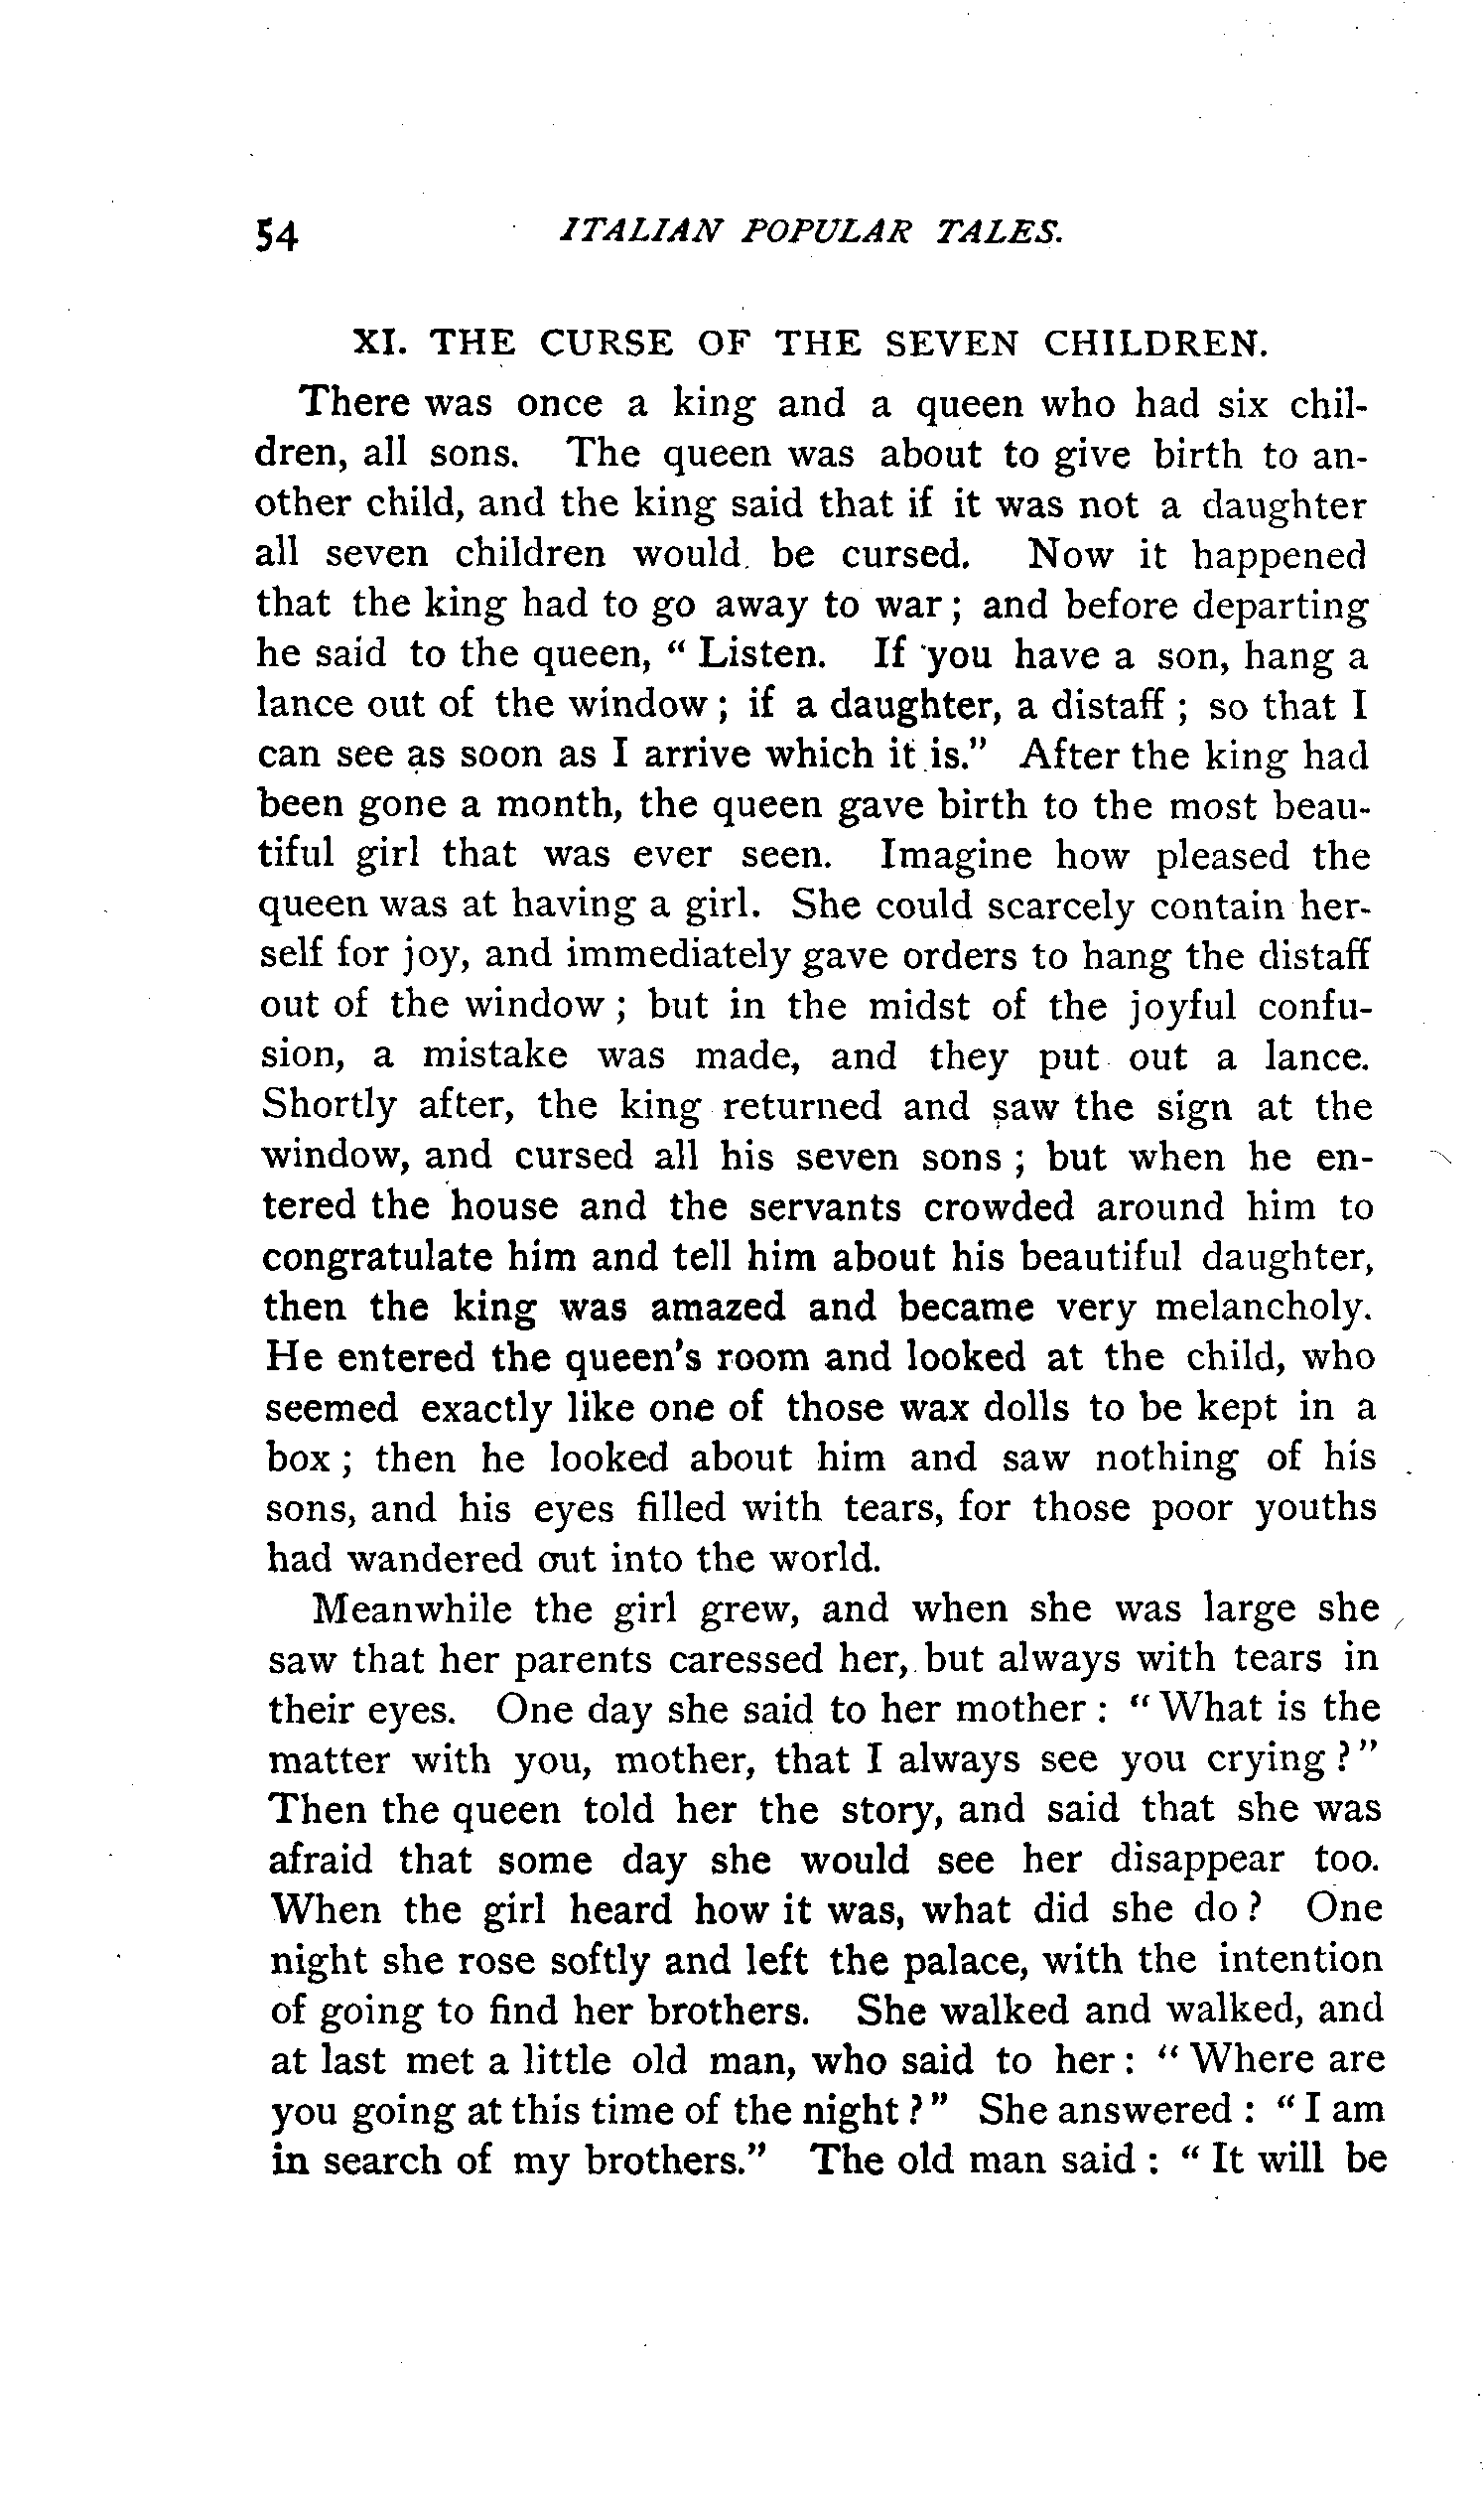 54 ITALIAN POPULAR TALES.
XI. THE CURSE OF THE SEVEN CHILDREN.
There was once a king and a queen who had six chil-
dren, all sons. The queen was about to give birth to an-
other child, and the king said that if it was not a daughter
all seven children would be cursed. Now it happened
that the king had to go away to war; and before departing
he said to the queen, "Listen. If you have a son, hang a
lance out of the window; if a daughter, a distaff; so that I
can see as soon as I arrive which it is." After the king had
been gone a month, the queen gave birth to the most beau-
tiful girl that was ever seen. Imagine how pleased the
queen was at having a girl. She could scarcely contain her-
self for joy, and immediately gave orders to hang the distaff
out of the window; but in the midst of the joyful confu-
sion, a mistake was made, and they put out a lance.
Shortly after, the king returned and saw the sign at the
window, and cursed all his seven sons; but when he en-
tered the house and the servants crowded around him to
congratulate him and tell him about his beautiful daughter,
then the king was amazed and became very melancholy.
He entered the queen's room and looked at the child, who
seemed exactly like one of those wax dolls to be kept in a
box; then he looked about him and saw nothing of his
sons, and his eyes filled with tears, for those poor youths
had wandered out into the world.
Meanwhile the girl grew, and when she was large she
saw that her parents caressed her, but always with tears in
their eyes. One day she said to her mother: "What is the
matter with you, mother, that I always see you crying?"
Then the queen told her the story, and said that she was
afraid that some day she would see her disappear too.
When the girl heard how it was, what did she do? One
night she rose softly and left the palace, with the intention
of going to find her brothers. She walked and walked, and
at last met a little old man, who said to her: "Where are
you going at this time of the night?" She answered: "I am
in search of my brothers." The old man said: "It will be